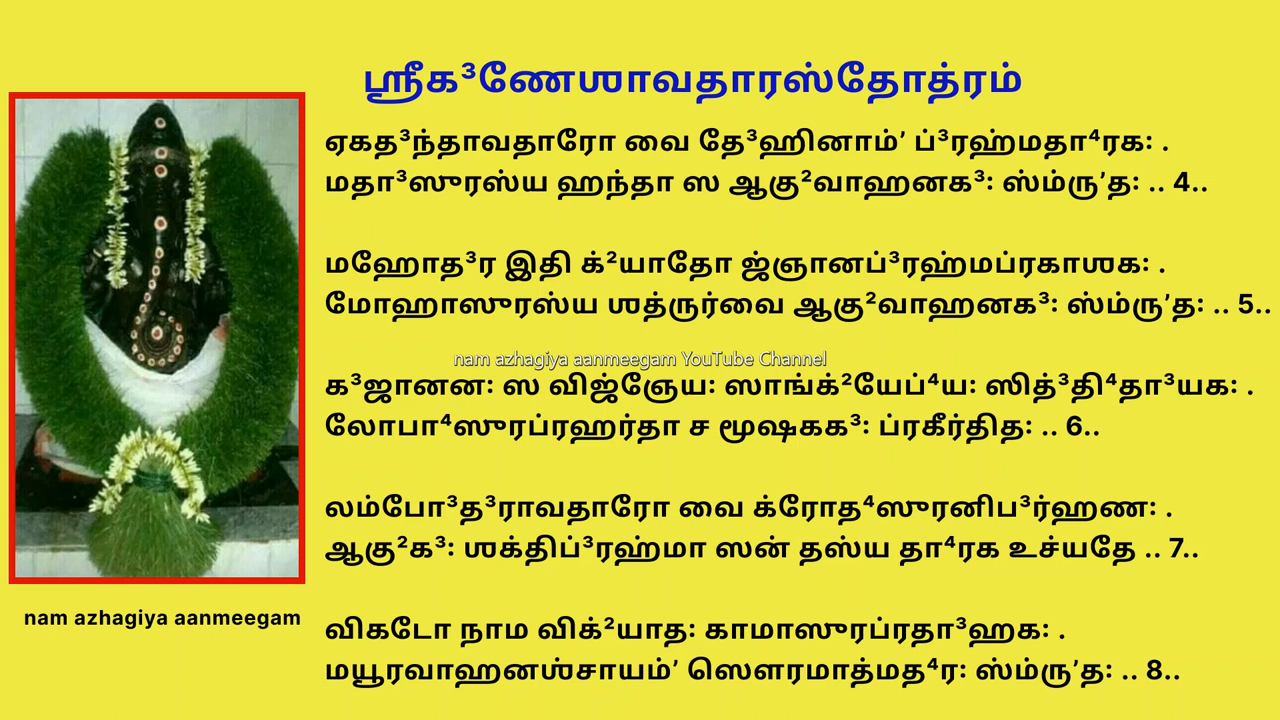 ஸ்ரீக³ணேஶாவதாரஸ்தோத்ரம்
ஏகத³ந்தாவதாரோ வை தே³ஹினாம்ʼ ப்³ரஹ்மதா⁴ரக: .
மதா³ஸுரஸ்ய ஹந்தா ஸ ஆகு²வாஹனக³: ஸ்ம்ருʼத: .. 4..
மஹோத³ர இதி க்²யாதோ ஜ்ஞானப்³ரஹ்மப்ரகாஶக: .
மோஹாஸுரஸ்ய ஶத்ருர்வை ஆகு²வாஹனக³: ஸ்ம்ருʼத: .. 5..
nam azhagiya aanmeegam YouTube Channel
க³ஜானன: ஸ விஜ்ஞேய: ஸாங்க்²யேப்⁴ய: ஸித்³தி⁴தா³யக: .
லோபா⁴ஸுரப்ரஹர்தா ச மூஷகக³: ப்ரகீர்தித: .. 6..
லம்போ³த³ராவதாரோ வை க்ரோத⁴ஸுரனிப³ர்ஹண: .
ஆகு²க³: ஶக்திப்³ரஹ்மா ஸன் தஸ்ய தா⁴ரக உச்யதே .. 7..
விகடோ நாம விக்²யாத: காமாஸுரப்ரதா³ஹக: .
மயூரவாஹனஶ்சாயம்ʼ ஸௌரமாத்மத⁴ர: ஸ்ம்ருʼத: .. 8..
nam azhagiya aanmeegam